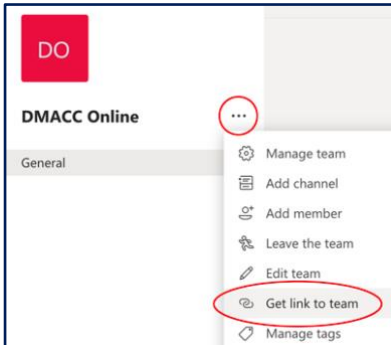 DO
DMACC Online
...
General
Manage team
Add channel
Add member
Leave the team
Edit team
Get link to team
Manage tags